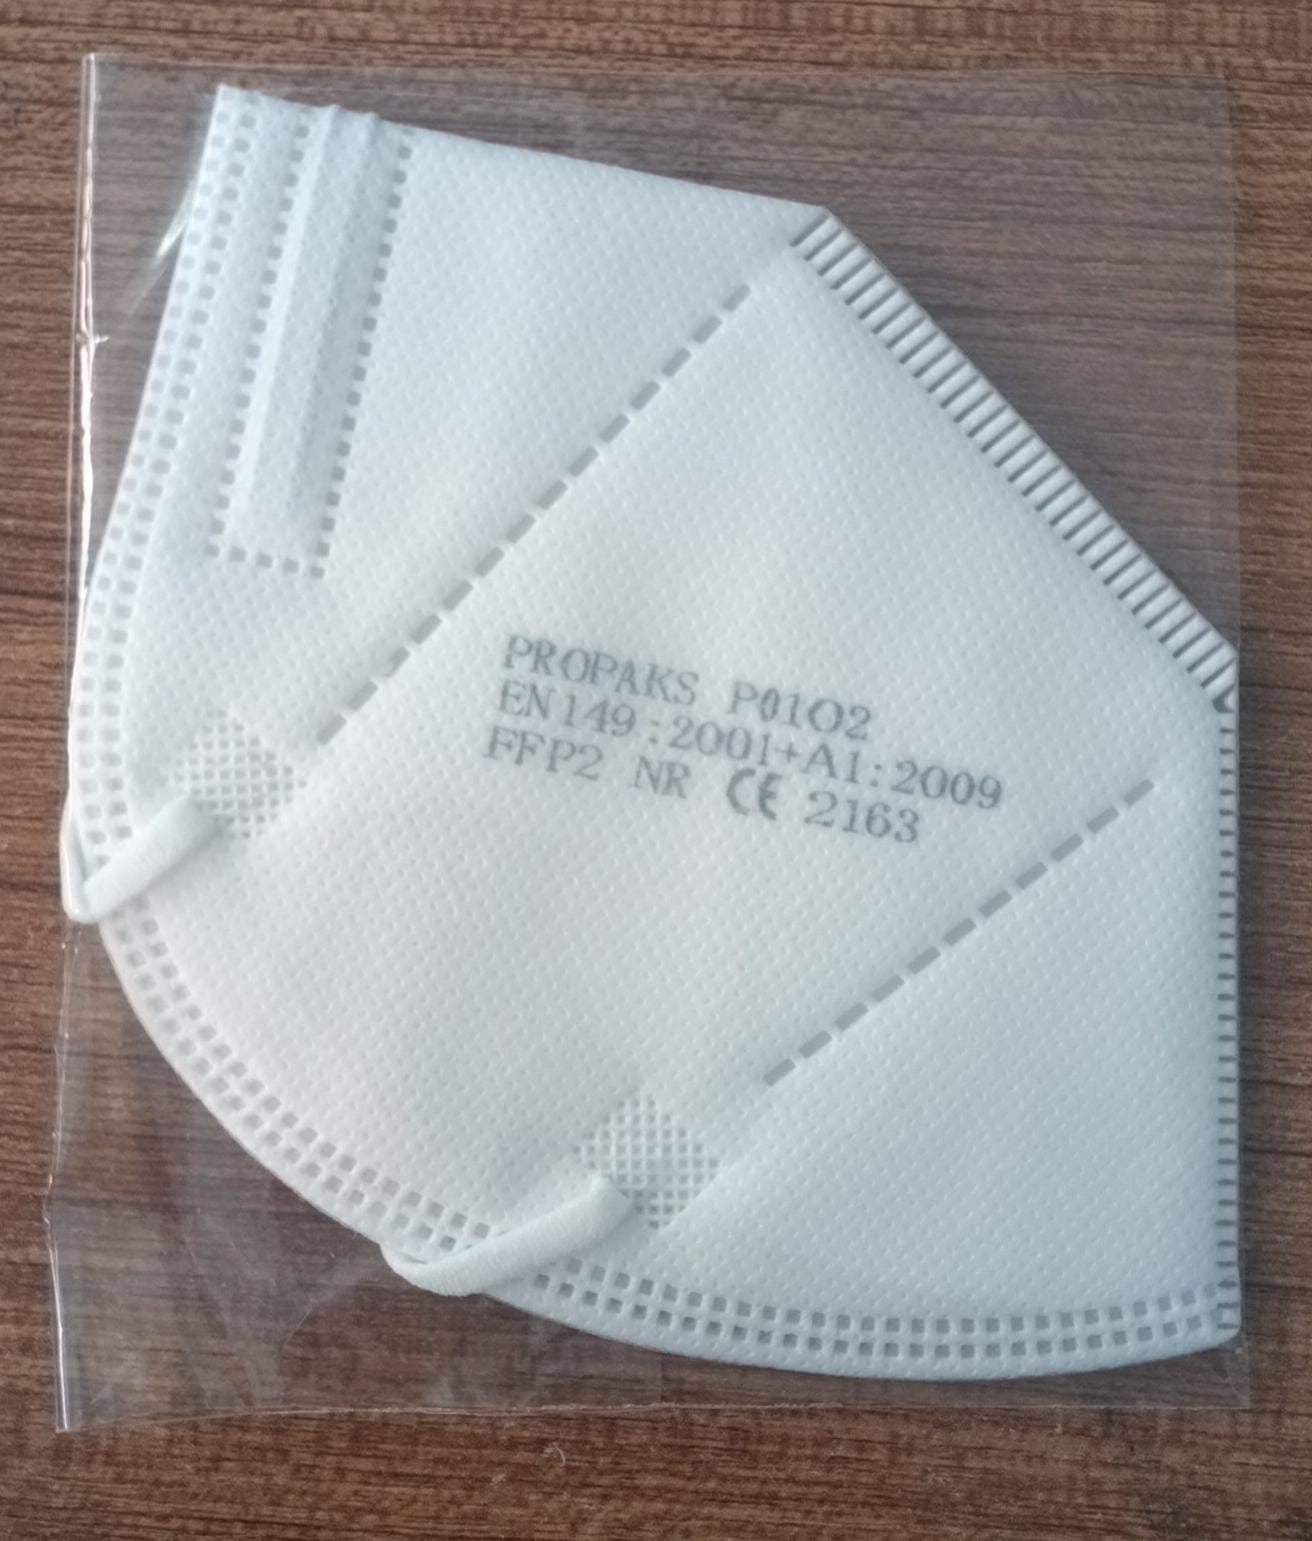 PROPAKS P01O2
EN149:2001+A1:2009
FFP2 NR CE 2163